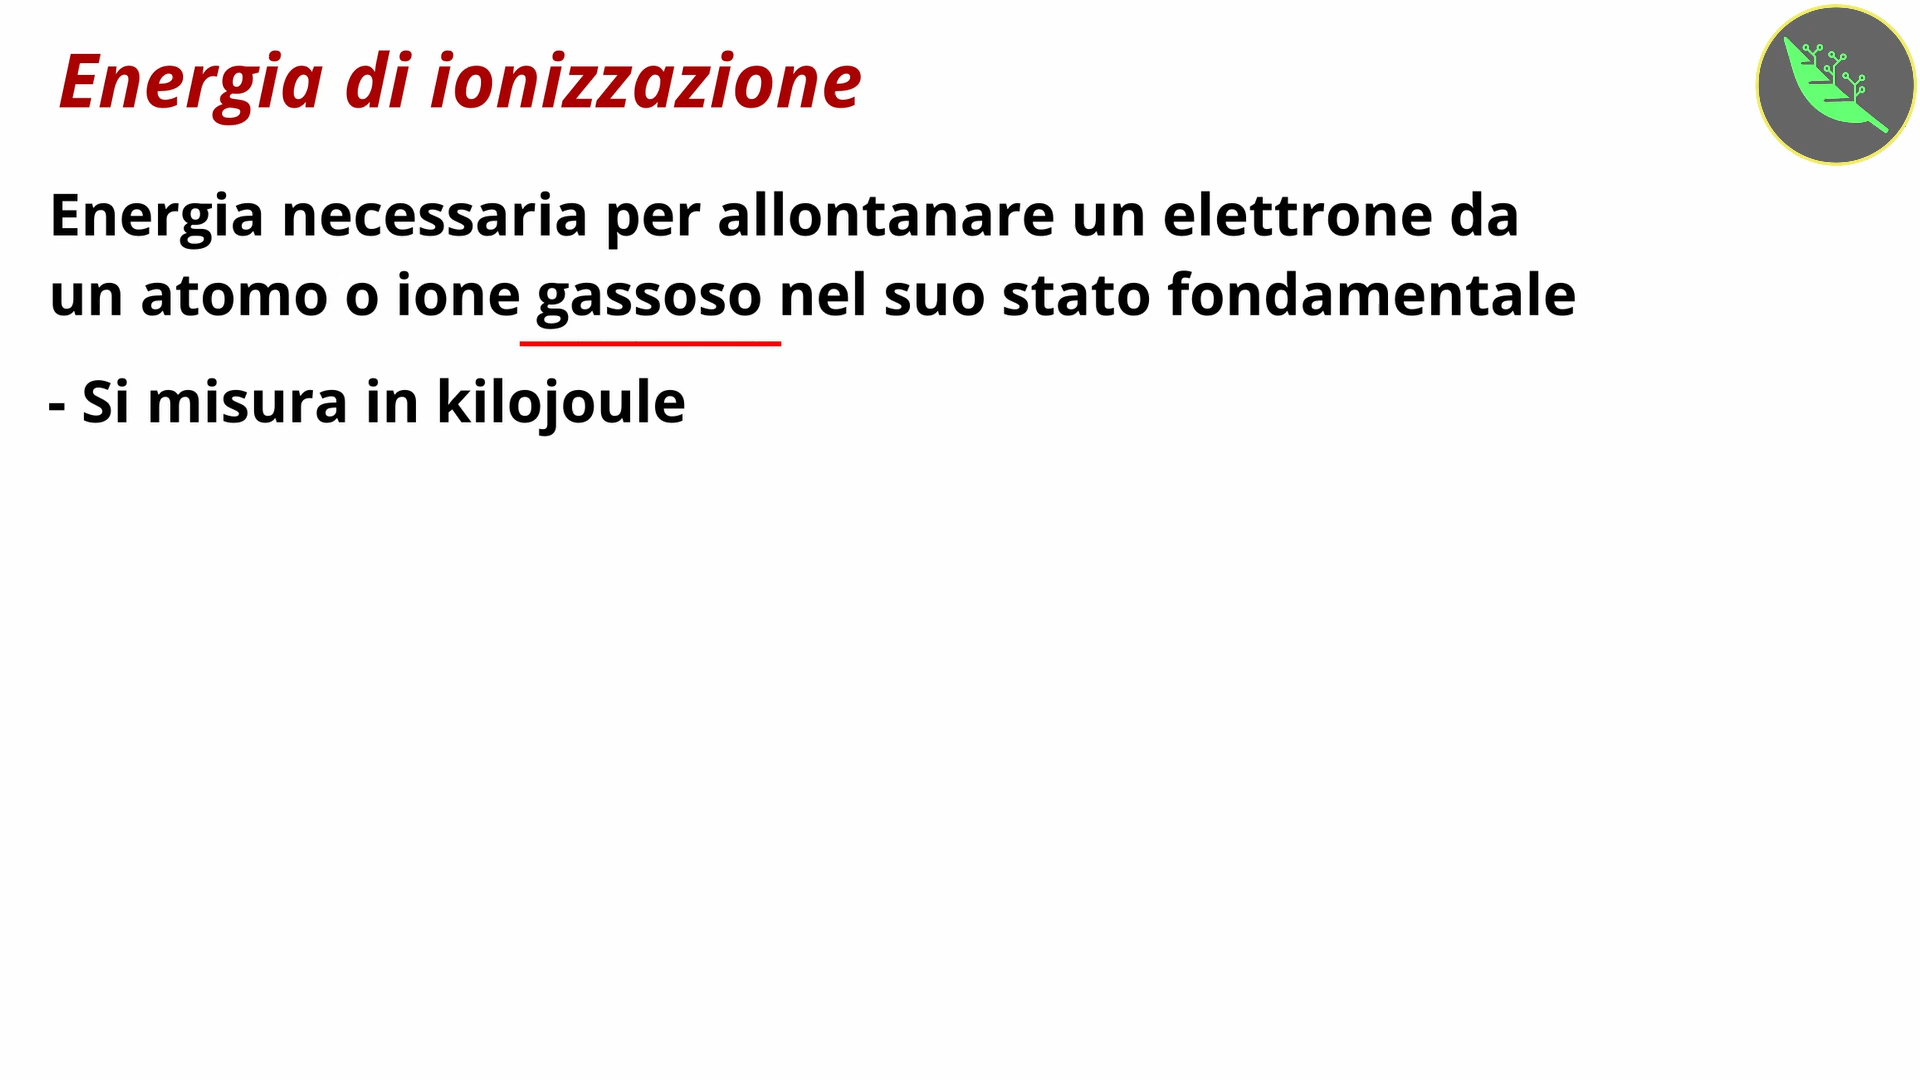 Energia di ionizzazione
Energia necessaria per allontanare un elettrone da
un atomo o ione gassoso nel suo stato fondamentale
- Si misura in kilojoule